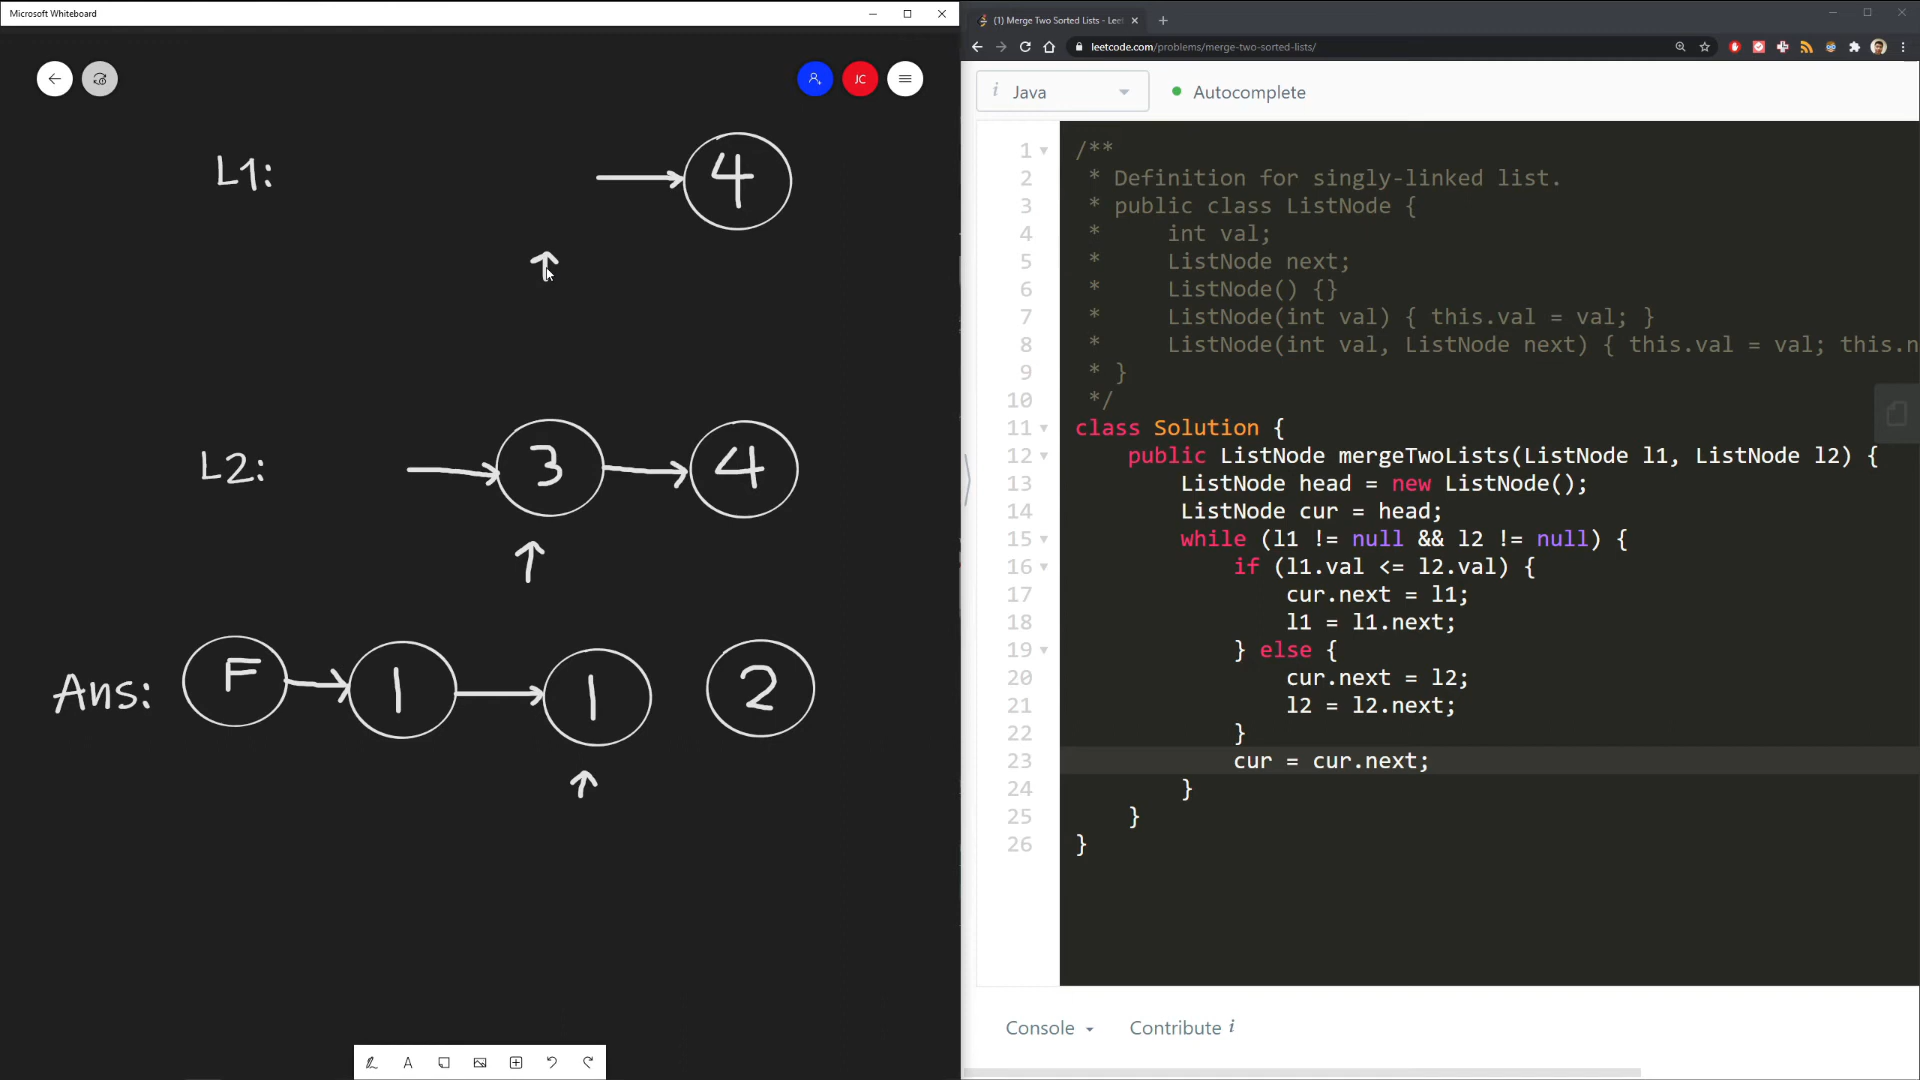 Microsoft Whiteboard
JC
L1:
4
L2:
3
4
Ans:
F
1
1
2
(1) Merge Two Sorted Lists - Lee
leetcode.com/problems/merge-two-sorted-lists/
i Java
Autocomplete
1 /**
2 * Definition for singly-linked list.
3 * public class ListNode {
4 * int val;
5 * ListNode next;
6 * ListNode() {}
7 * ListNode(int val) { this.val = val; }
8 * ListNode(int val, ListNode next) { this.val = val; this.n
9 * }
10 */
11 class Solution {
12 public ListNode mergeTwoLists(ListNode l1, ListNode l2) {
13 ListNode head = new ListNode();
14 ListNode cur = head;
15 while (l1 != null && l2 != null) {
16 if (l1.val <= l2.val) {
17 cur.next = l1;
18 l1 = l1.next;
19 } else {
20 cur.next = l2;
21 l2 = l2.next;
22 }
23 cur = cur.next;
24 }
25 }
26 }
Console
Contribute i
A